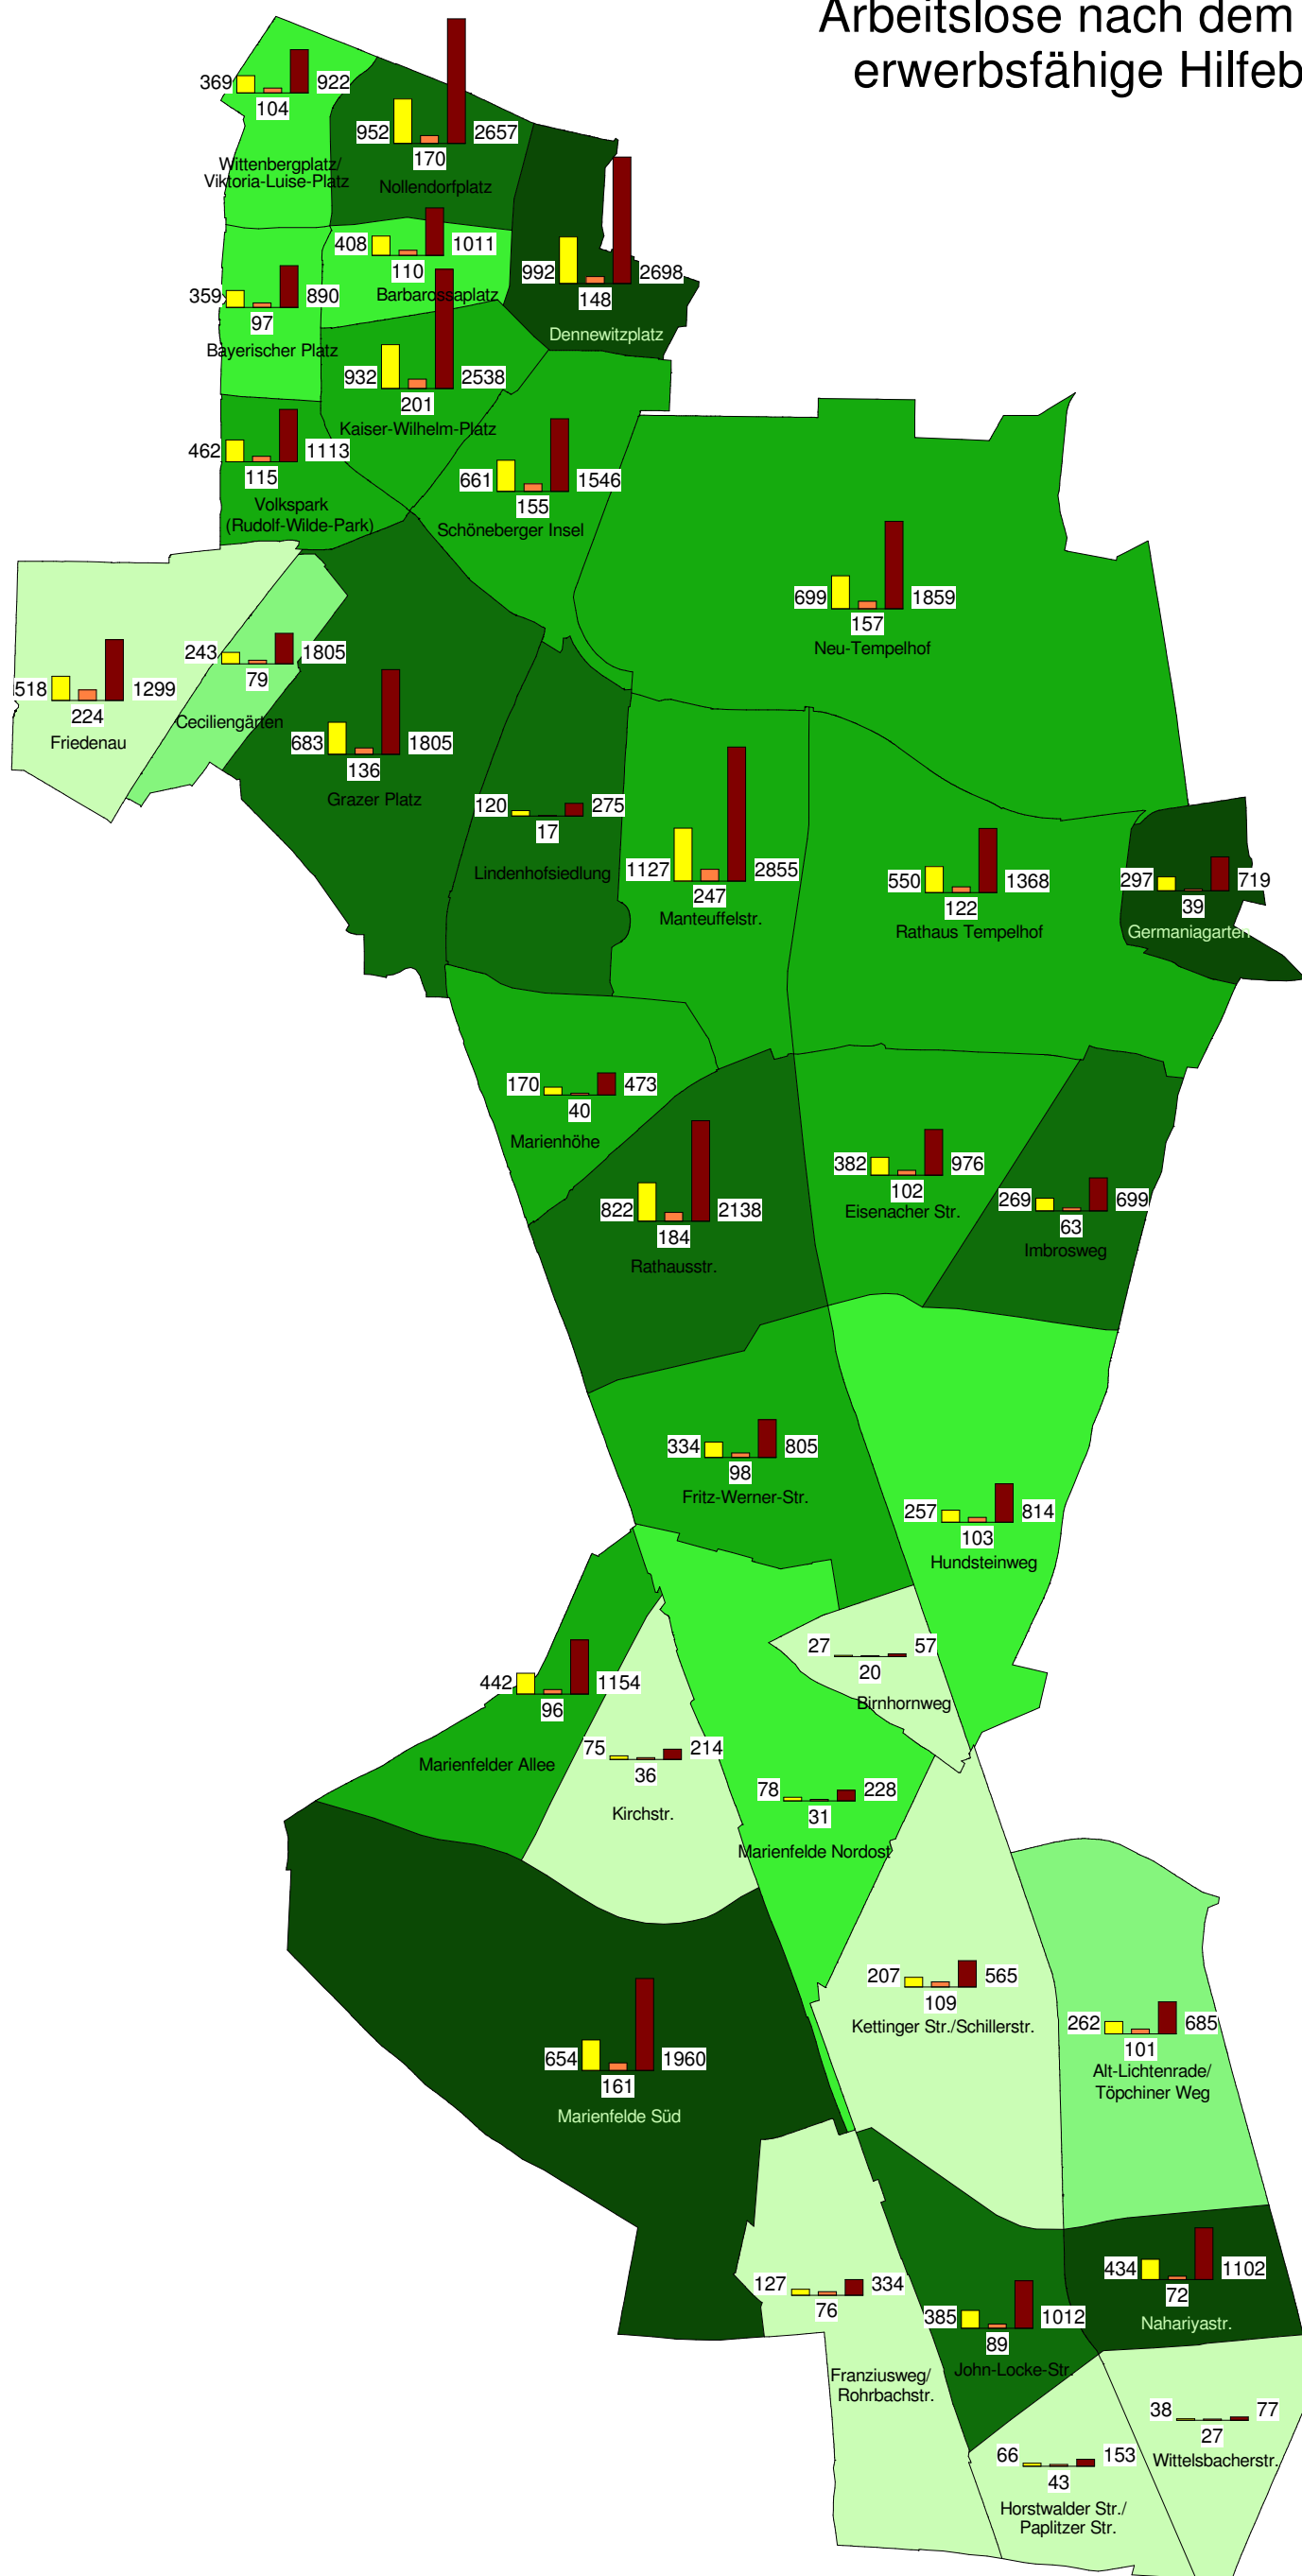 Arbeitslose nach dem
erwerbsfähige Hilfeb
369 922
104
Wittenbergplatz/
Viktoria-Luise-Platz
952 2657
170
Nollendorfplatz
408 1011
110
Barbarossaplatz
992 2698
148
Dennewitzplatz
359 890
97
Bayerischer Platz
932 2538
201
Kaiser-Wilhelm-Platz
462 1113
115
Volkspark
(Rudolf-Wilde-Park)
661 1546
155
Schöneberger Insel
699 1859
157
Neu-Tempelhof
518 1299
224
Friedenau
243 1805
79
Ceciliengärten
683 1805
136
Grazer Platz
120 275
17
Lindenhofsiedlung
1127 2855
247
Manteuffelstr.
550 1368
122
Rathaus Tempelhof
297 719
39
Germaniagarten
170 473
40
Marienhöhe
822 2138
184
Rathausstr.
382 976
102
Eisenacher Str.
269 699
63
Imbrosweg
334 805
98
Fritz-Werner-Str.
257 814
103
Hundsteinweg
27 57
20
Birnhornweg
442 1154
96
Marienfelder Allee
75 214
36
Kirchstr.
78 228
31
Marienfelde Nordost
207 565
109
Kettinger Str./Schillerstr.
262 685
101
Alt-Lichtenrade/
Töpchiner Weg
654 1960
161
Marienfelde Süd
434 1102
72
Nahariyastr.
127 334
76
Franziusweg/
Rohrbachstr.
385 1012
89
John-Locke-Str.
38 77
27
Wittelsbacherstr.
66 153
43
Horstwalder Str./
Paplitzer Str.